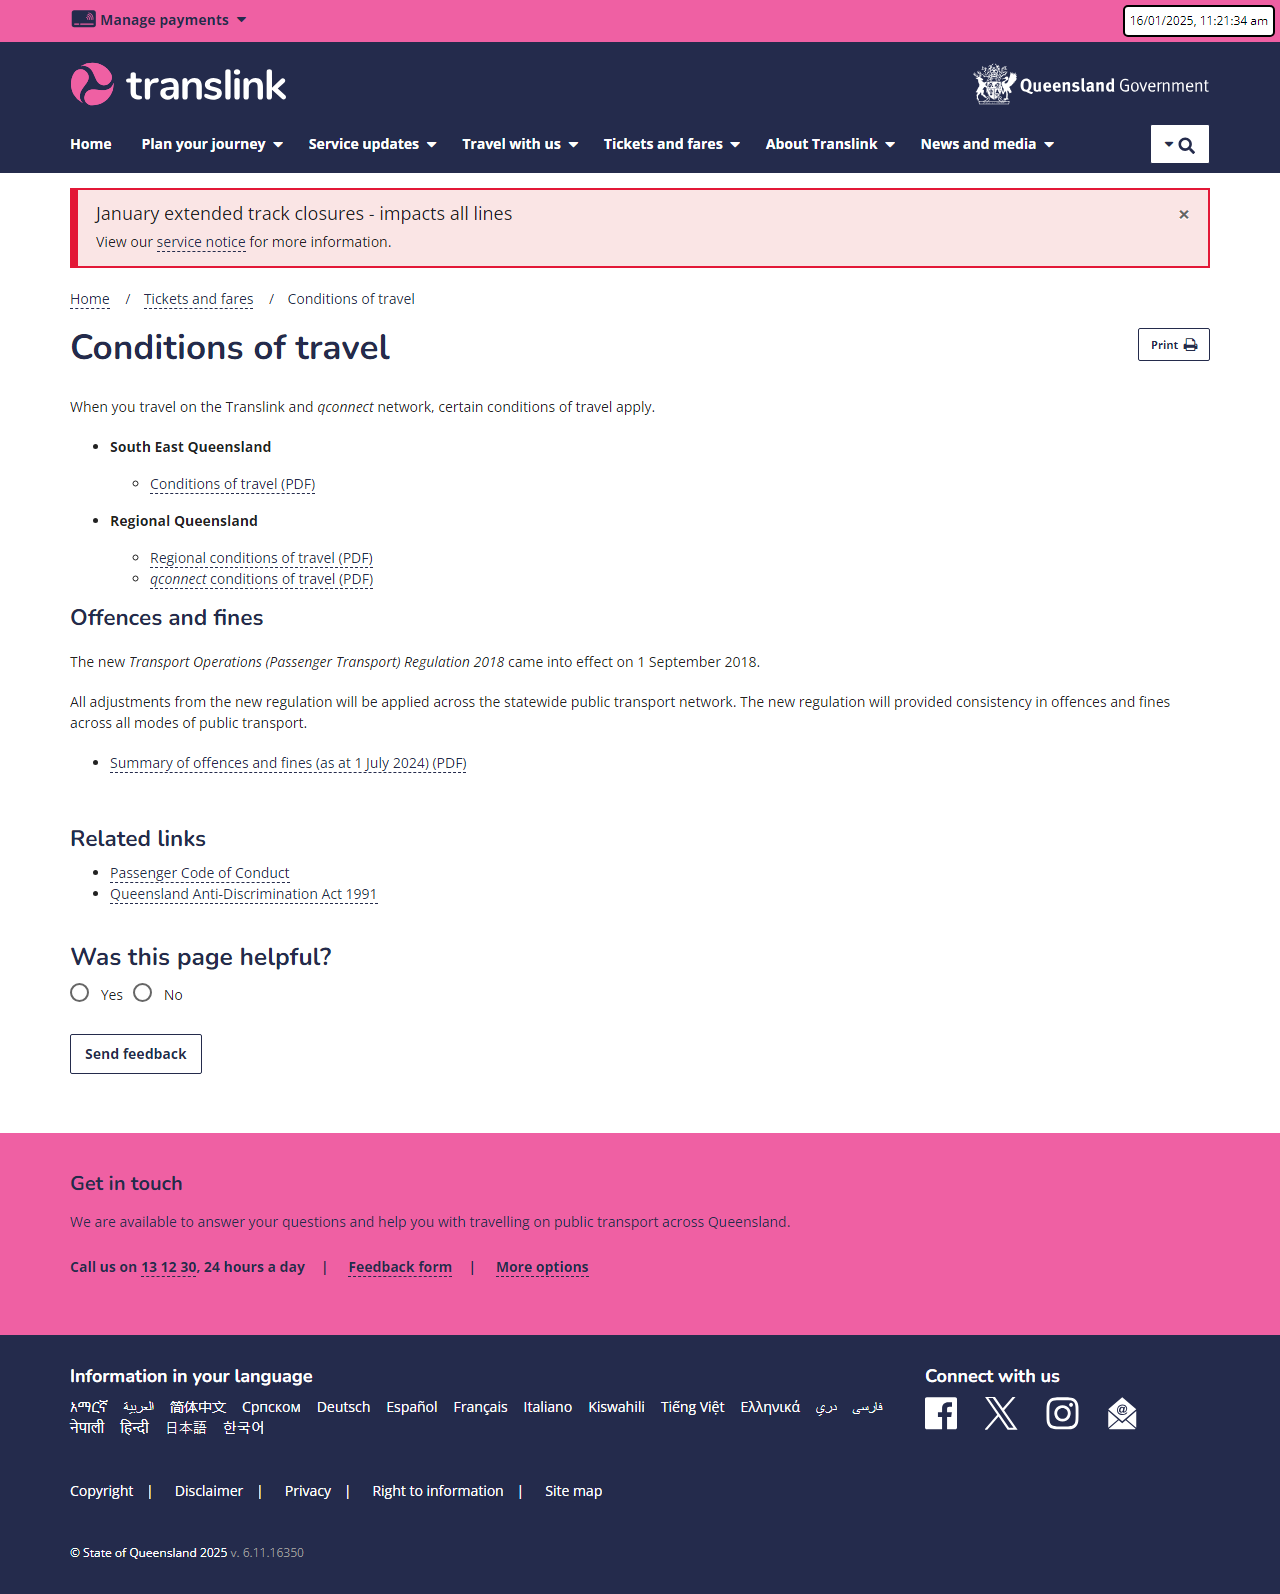 Manage payments
16/01/2025, 11:21:34 am
translink
Queensland Government
Home Plan your journey Service updates Travel with us Tickets and fares About Translink News and media
January extended track closures - impacts all lines ×
View our service notice for more information.
Home / Tickets and fares / Conditions of travel
Conditions of travel
Print
When you travel on the Translink and qconnect network, certain conditions of travel apply.
South East Queensland
Conditions of travel (PDF)
Regional Queensland
Regional conditions of travel (PDF)
qconnect conditions of travel (PDF)
Offences and fines
The new Transport Operations (Passenger Transport) Regulation 2018 came into effect on 1 September 2018.
All adjustments from the new regulation will be applied across the statewide public transport network. The new regulation will provided consistency in offences and fines
across all modes of public transport.
Summary of offences and fines (as at 1 July 2024) (PDF)
Related links
Passenger Code of Conduct
Queensland Anti-Discrimination Act 1991
Was this page helpful?
Yes No
Send feedback
Get in touch
We are available to answer your questions and help you with travelling on public transport across Queensland.
Call us on 13 12 30, 24 hours a day | Feedback form | More options
Information in your language
አማርኛ العربية 简体中文 Српском Deutsch Español Français Italiano Kiswahili Tiếng Việt Ελληνικά دري فارسی
नेपाली हिन्दी 日本語 한국어
Connect with us
Copyright | Disclaimer | Privacy | Right to information | Site map
© State of Queensland 2025 v. 6.11.16350